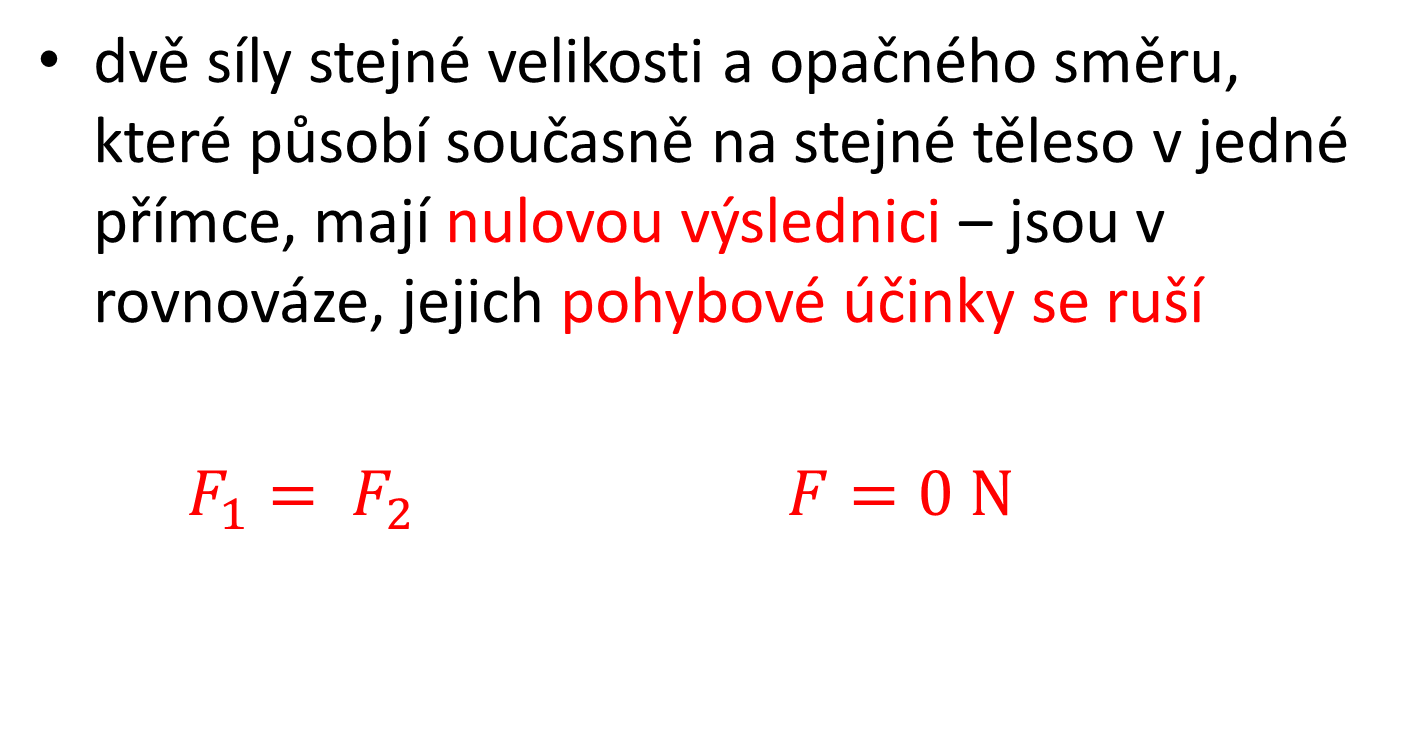 • dvě síly stejné velikosti a opačného směru,
které působí současně na stejné těleso v jedné
přímce, mají nulovou výslednici – jsou v
rovnováze, jejich pohybové účinky se ruší
F₁ = F₂ F = 0 N